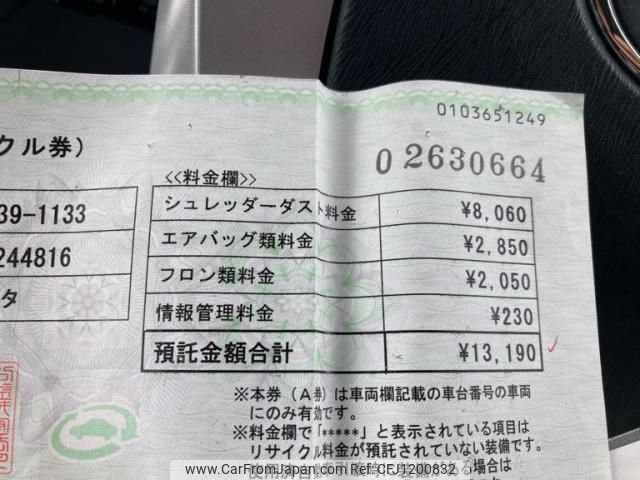 0103651249
クル券)
02630664
<<料金欄>>
39-1133
シュレッダーダスト料金 ¥8,060
244816
エアバッグ類料金 ¥2,850
タ
フロン類料金 ¥2,050
情報管理料金 ¥230
預託金額合計 ¥13,190
※本券(A券)は車両欄記載の車台番号の車両
にのみ有効です。
※料金欄で「*****」と表示されている項目は
リサイクル料金が預託されていない装備です。
場合は
www.CarFromJapan.com Ref.CFJ1200832